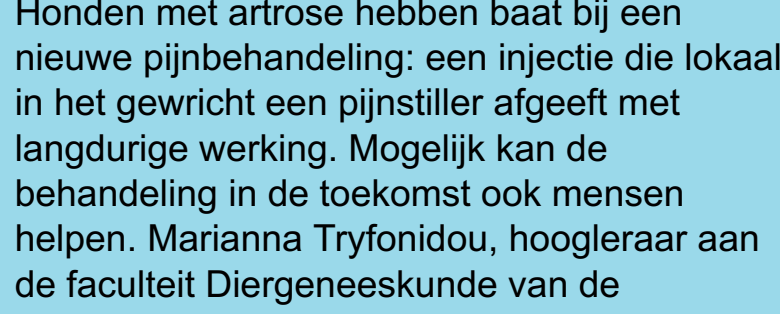 Honden met artrose hebben baat bij een
nieuwe pijnbehandeling: een injectie die lokaal
in het gewricht een pijnstiller afgeeft met
langdurige werking. Mogelijk kan de
behandeling in de toekomst ook mensen
helpen. Marianna Tryfonidou, hoogleraar aan
de faculteit Diergeneeskunde van de